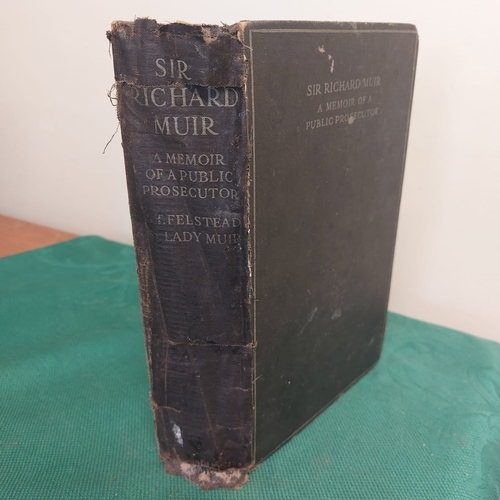 SIR
RICHARD
MUIR
A MEMOIR
OF A PUBLIC
PROSECUTOR
FELSTEAD
LADY MUIR
SIR RICHARD MUIR
A MEMOIR OF A
PUBLIC PROSECUTOR